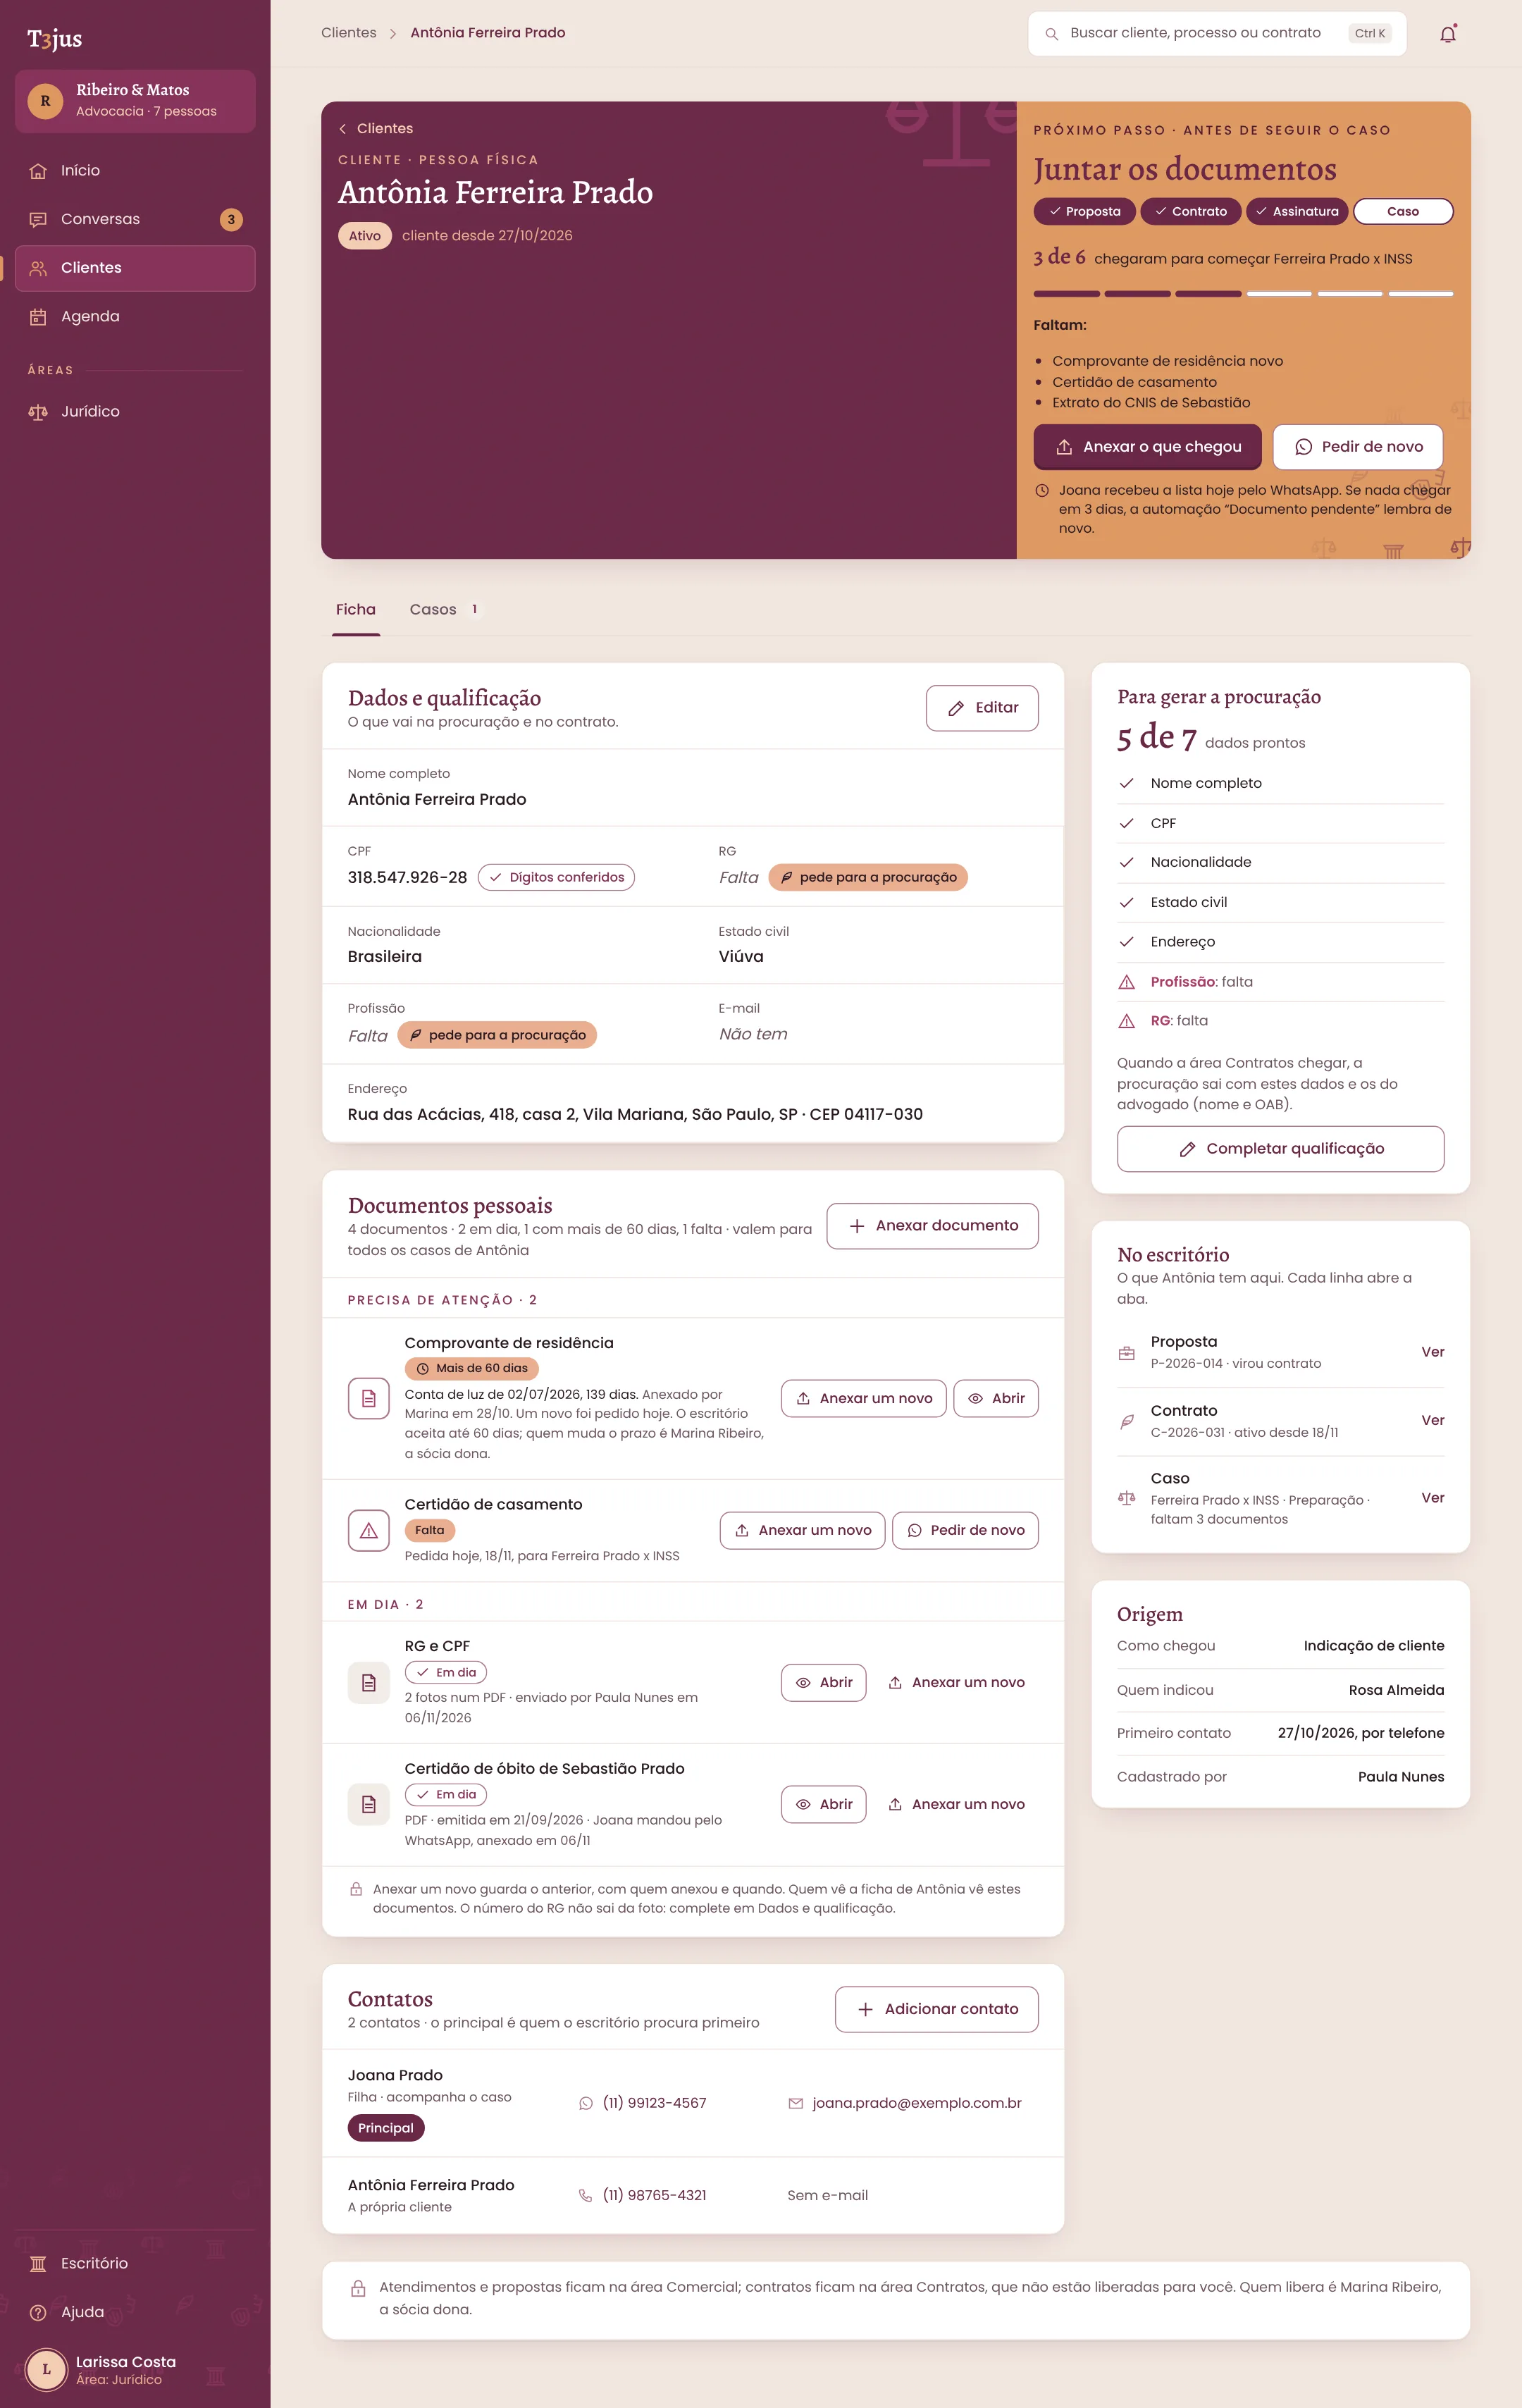 T3jus
R
Ribeiro & Matos
Advocacia · 7 pessoas
Início
Conversas
3
Clientes
Agenda
ÁREAS
Jurídico
Escritório
Ajuda
L
Larissa Costa
Área: Jurídico
Clientes
Antônia Ferreira Prado
Buscar cliente, processo ou contrato
Ctrl K
Clientes
CLIENTE · PESSOA FÍSICA
Antônia Ferreira Prado
Ativo
cliente desde 27/10/2026
PRÓXIMO PASSO · ANTES DE SEGUIR O CASO
Juntar os documentos
Proposta
Contrato
Assinatura
Caso
3 de 6 chegaram para começar Ferreira Prado x INSS
Faltam:
Comprovante de residência novo
Certidão de casamento
Extrato do CNIS de Sebastião
Anexar o que chegou
Pedir de novo
Joana recebeu a lista hoje pelo WhatsApp. Se nada chegar
em 3 dias, a automação “Documento pendente” lembra de
novo.
Ficha
Casos
1
Dados e qualificação
O que vai na procuração e no contrato.
Editar
Nome completo
Antônia Ferreira Prado
CPF
318.547.926-28
Dígitos conferidos
RG
Falta
pede para a procuração
Nacionalidade
Brasileira
Estado civil
Viúva
Profissão
Falta
pede para a procuração
E-mail
Não tem
Endereço
Rua das Acácias, 418, casa 2, Vila Mariana, São Paulo, SP · CEP 04117-030
Documentos pessoais
4 documentos · 2 em dia, 1 com mais de 60 dias, 1 falta · valem para
todos os casos de Antônia
Anexar documento
PRECISA DE ATENÇÃO · 2
Comprovante de residência
Mais de 60 dias
Conta de luz de 02/07/2026, 139 dias. Anexado por
Marina em 28/10. Um novo foi pedido hoje. O escritório
aceita até 60 dias; quem muda o prazo é Marina Ribeiro,
a sócia dona.
Anexar um novo
Abrir
Certidão de casamento
Falta
Pedida hoje, 18/11, para Ferreira Prado x INSS
Anexar um novo
Pedir de novo
EM DIA · 2
RG e CPF
Em dia
2 fotos num PDF · enviado por Paula Nunes em
06/11/2026
Abrir
Anexar um novo
Certidão de óbito de Sebastião Prado
Em dia
PDF · emitida em 21/09/2026 · Joana mandou pelo
WhatsApp, anexado em 06/11
Abrir
Anexar um novo
Anexar um novo guarda o anterior, com quem anexou e quando. Quem vê a ficha de Antônia vê estes
documentos. O número do RG não sai da foto: complete em Dados e qualificação.
Contatos
2 contatos · o principal é quem o escritório procura primeiro
Adicionar contato
Joana Prado
Filha · acompanha o caso
Principal
(11) 99123-4567
joana.prado@exemplo.com.br
Antônia Ferreira Prado
A própria cliente
(11) 98765-4321
Sem e-mail
Para gerar a procuração
5 de 7 dados prontos
Nome completo
CPF
Nacionalidade
Estado civil
Endereço
Profissão: falta
RG: falta
Quando a área Contratos chegar, a
procuração sai com estes dados e os do
advogado (nome e OAB).
Completar qualificação
No escritório
O que Antônia tem aqui. Cada linha abre a
aba.
Proposta
P-2026-014 · virou contrato
Ver
Contrato
C-2026-031 · ativo desde 18/11
Ver
Caso
Ferreira Prado x INSS · Preparação ·
faltam 3 documentos
Ver
Origem
Como chegou
Indicação de cliente
Quem indicou
Rosa Almeida
Primeiro contato
27/10/2026, por telefone
Cadastrado por
Paula Nunes
Atendimentos e propostas ficam na área Comercial; contratos ficam na área Contratos, que não estão liberadas para você. Quem libera é Marina Ribeiro,
a sócia dona.